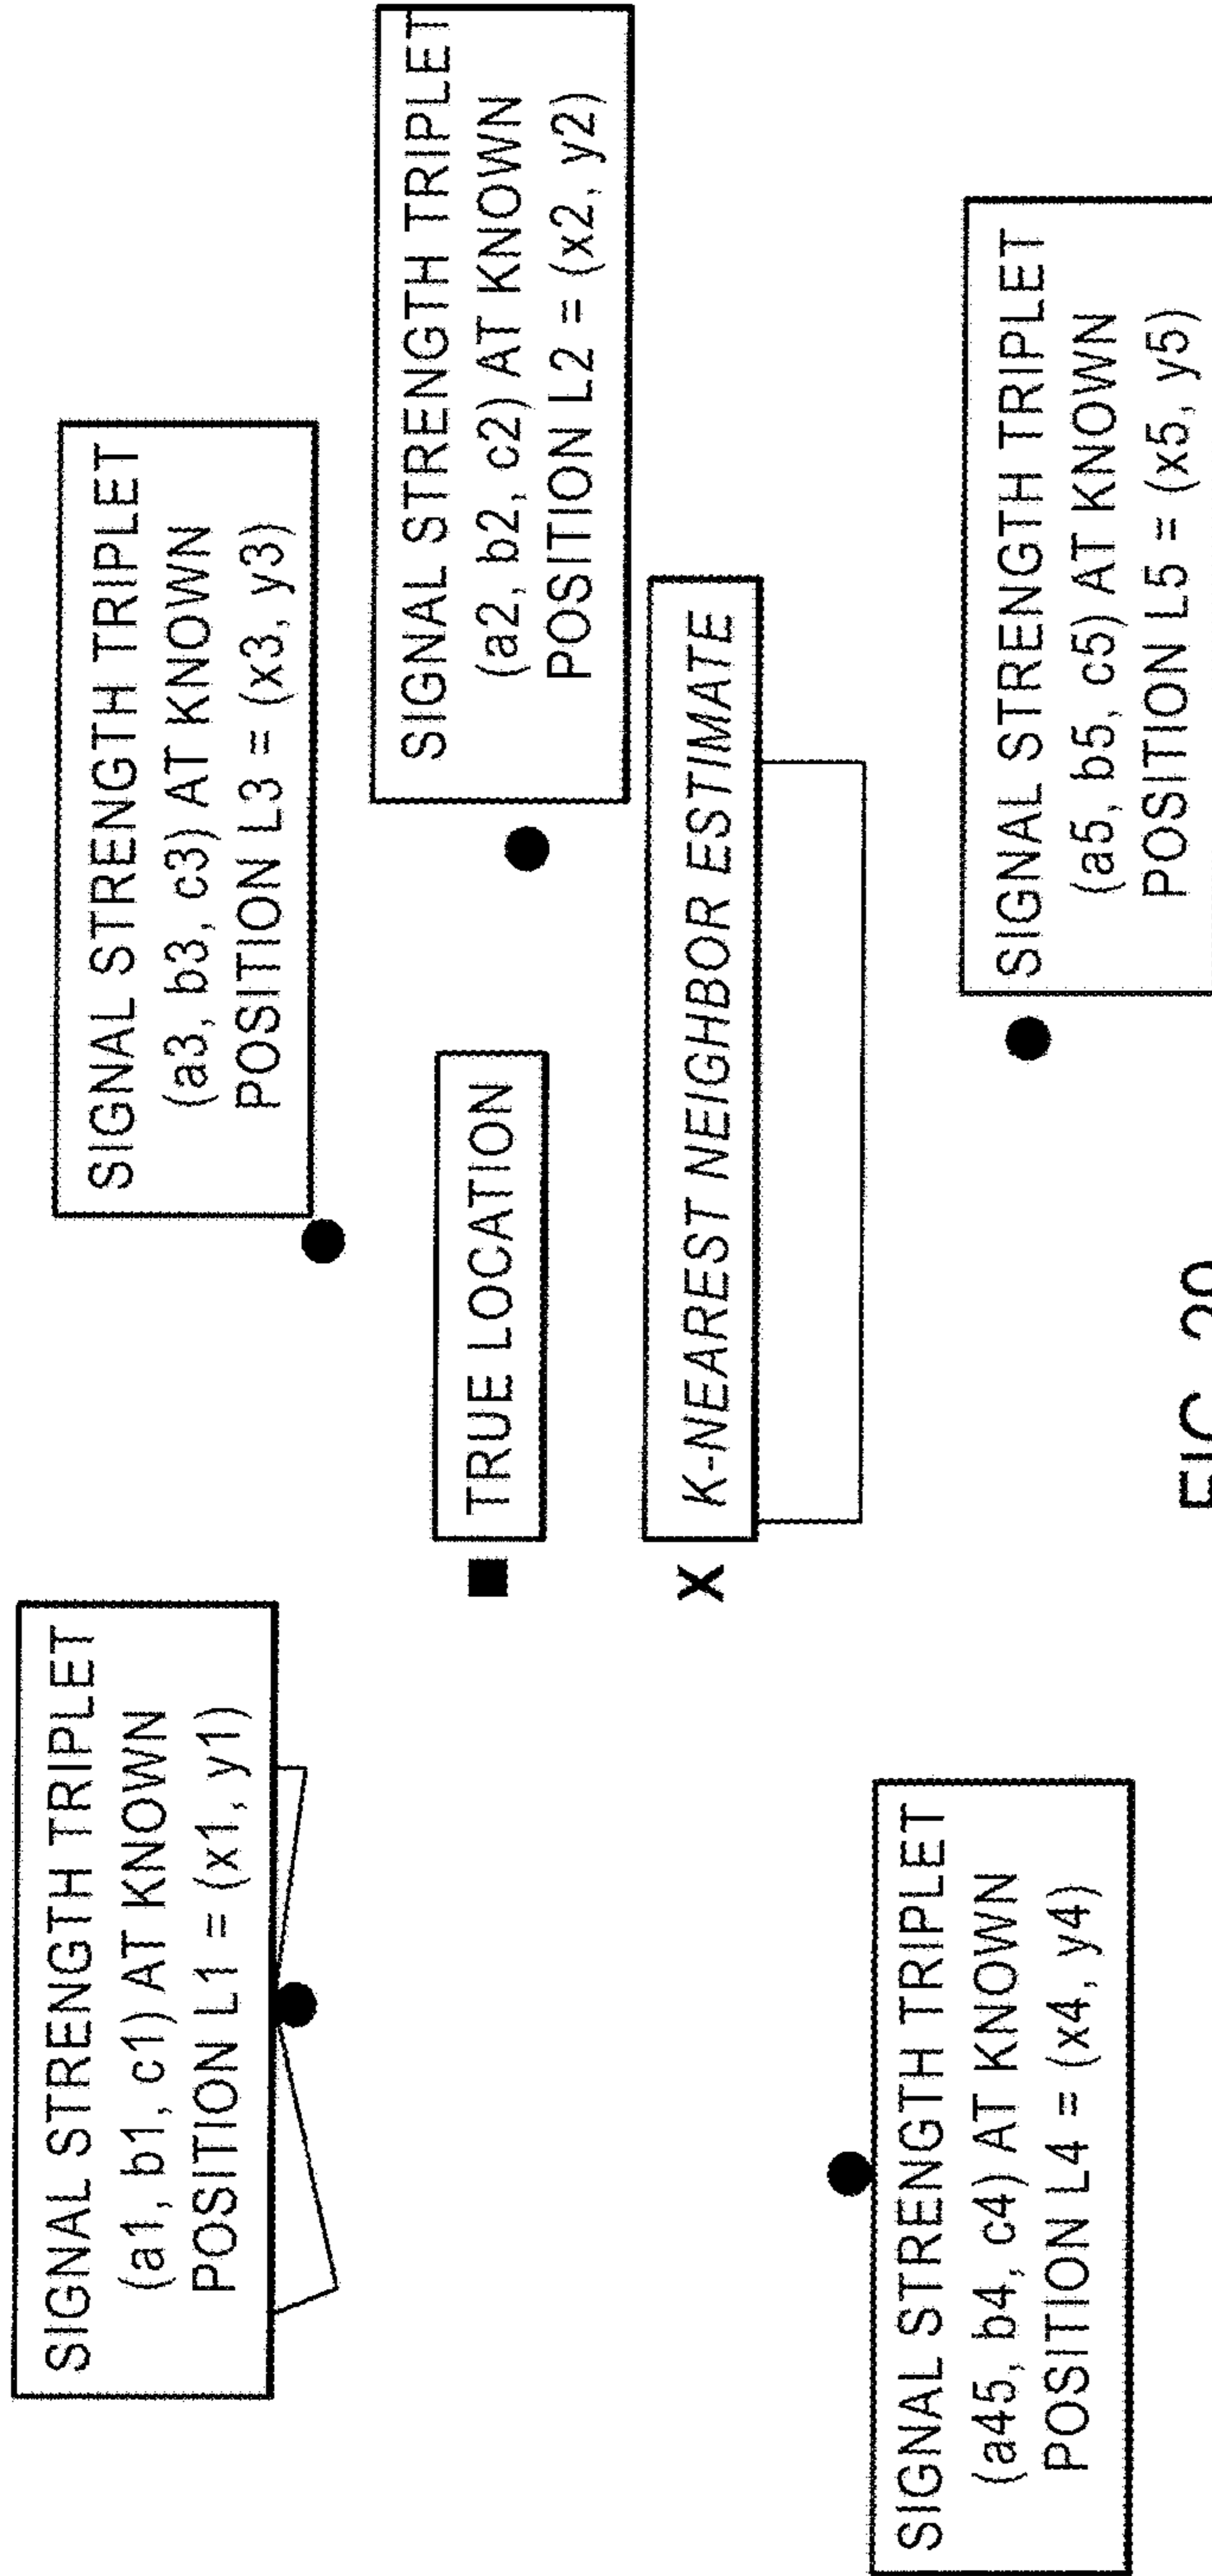 SIGNAL STRENGTH TRIPLET
(a1, b1, c1) AT KNOWN
POSITION L1 = (x1, y1)
SIGNAL STRENGTH TRIPLET
(a3, b3, c3) AT KNOWN
POSITION L3 = (x3, y3)
SIGNAL STRENGTH TRIPLET
(a2, b2, c2) AT KNOWN
POSITION L2 = (x2, y2)
TRUE LOCATION
X
K-NEAREST NEIGHBOR ESTIMATE
SIGNAL STRENGTH TRIPLET
(a45, b4, c4) AT KNOWN
POSITION L4 = (x4, y4)
SIGNAL STRENGTH TRIPLET
(a5, b5, c5) AT KNOWN
POSITION L5 = (x5, y5)
FIG.